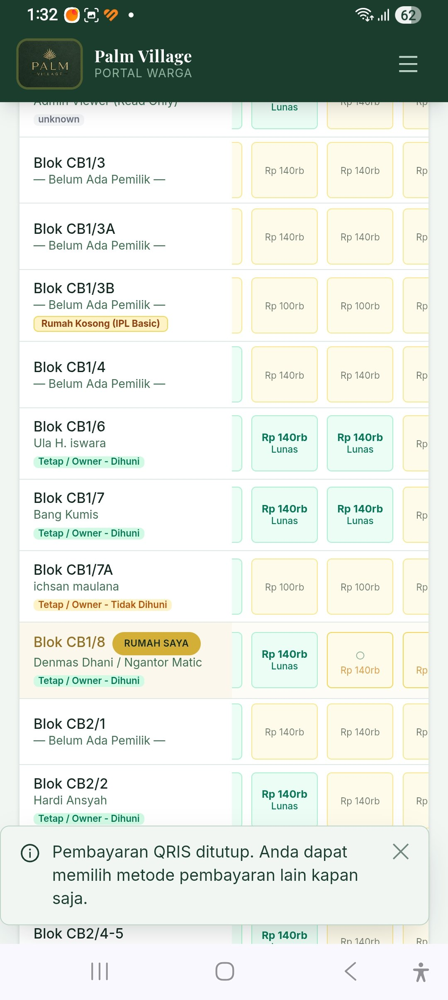 1:32
62
PALM
VILLAGE
Palm Village
PORTAL WARGA
Admin Viewer (Read Only)
unknown
Lunas
Rp 140rb
Rp
Blok CB1/3
— Belum Ada Pemilik —
Rp 140rb
Rp 140rb
Rp
Blok CB1/3A
— Belum Ada Pemilik —
Rp 140rb
Rp 140rb
Rp
Blok CB1/3B
— Belum Ada Pemilik —
Rumah Kosong (IPL Basic)
Rp 100rb
Rp 100rb
Rp
Blok CB1/4
— Belum Ada Pemilik —
Rp 140rb
Rp 140rb
Rp
Blok CB1/6
Ula H. iswara
Tetap / Owner - Dihuni
Rp 140rb
Lunas
Rp 140rb
Lunas
Rp
Blok CB1/7
Bang Kumis
Tetap / Owner - Dihuni
Rp 140rb
Lunas
Rp 140rb
Lunas
Rp
Blok CB1/7A
ichsan maulana
Tetap / Owner - Tidak Dihuni
Rp 100rb
Rp 100rb
Rp
Blok CB1/8
RUMAH SAYA
Denmas Dhani / Ngantor Matic
Tetap / Owner - Dihuni
Rp 140rb
Lunas
Rp 140rb
Rp
Blok CB2/1
— Belum Ada Pemilik —
Rp 140rb
Rp 140rb
Rp
Blok CB2/2
Hardi Ansyah
Tetap / Owner - Dihuni
Rp 140rb
Lunas
Rp 140rb
Rp
Pembayaran QRIS ditutup. Anda dapat
memilih metode pembayaran lain kapan
saja.
Blok CB2/4-5
Rp 140rb
Rp 140rb
Rp